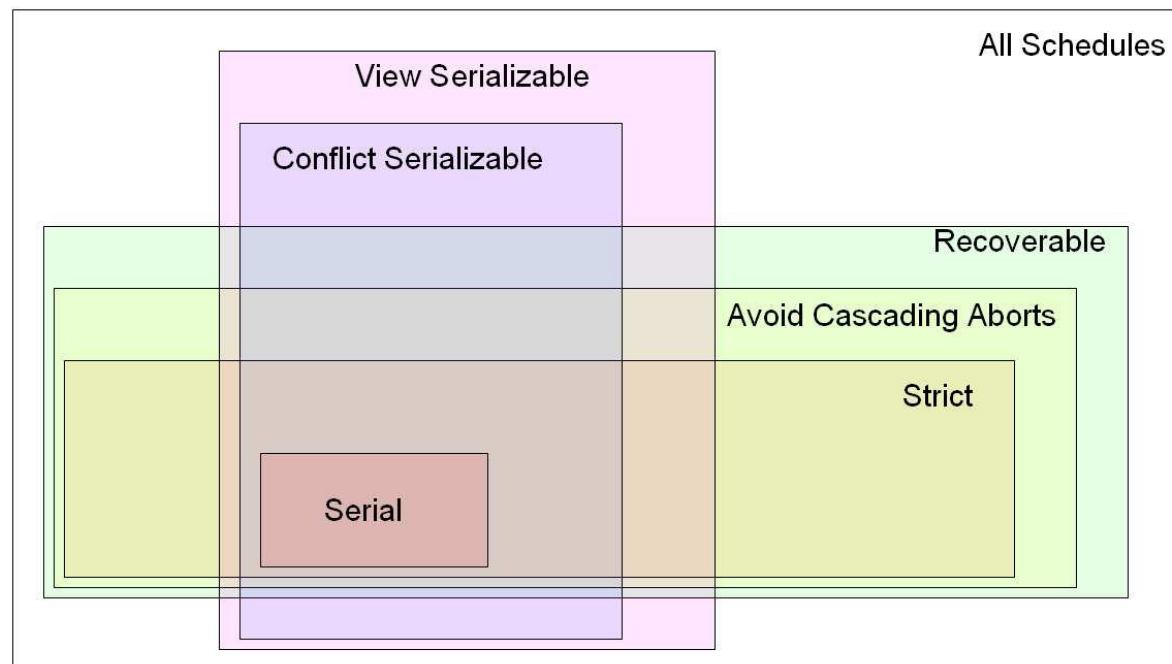 All Schedules
View Serializable
Conflict Serializable
Recoverable
Avoid Cascading Aborts
Strict
Serial